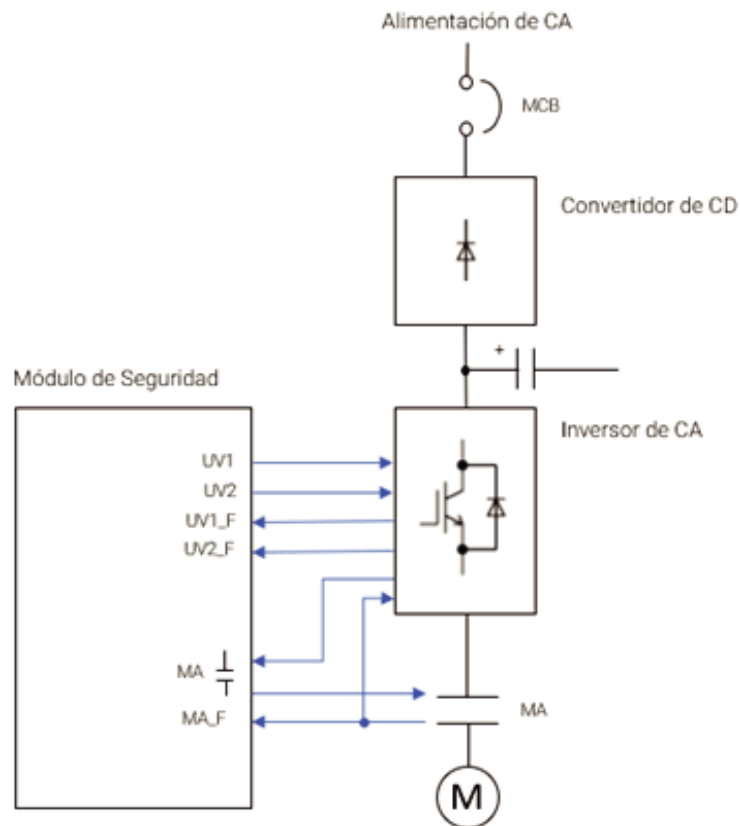 Alimentación de CA
MCB
Convertidor de CD
+
Módulo de Seguridad
Inversor de CA
UV1
UV2
UV1_F
UV2_F
MA
MA_F
MA
M